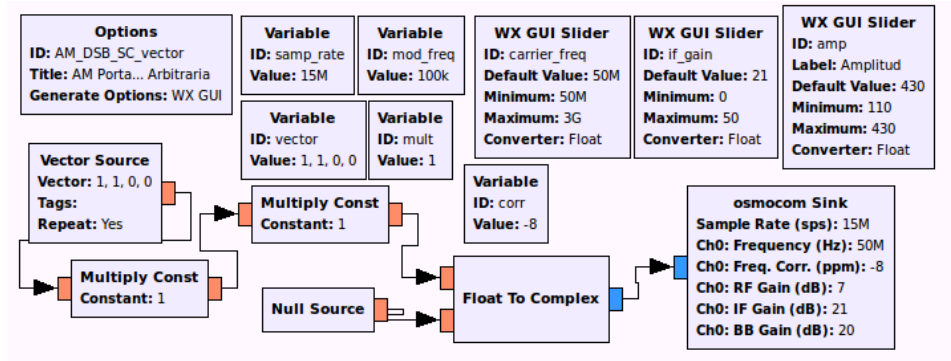 Options
ID: AM_DSB_SC_vector
Title: AM Porta... Arbitraria
Generate Options: WX GUI
Variable
ID: samp_rate
Value: 15M
Variable
ID: mod_freq
Value: 100k
WX GUI Slider
ID: carrier_freq
Default Value: 50M
Minimum: 50M
Maximum: 3G
Converter: Float
WX GUI Slider
ID: if_gain
Default Value: 21
Minimum: 0
Maximum: 50
Converter: Float
WX GUI Slider
ID: amp
Label: Amplitud
Default Value: 430
Minimum: 110
Maximum: 430
Converter: Float
Variable
ID: vector
Value: 1, 1, 0, 0
Variable
ID: mult
Value: 1
Vector Source
Vector: 1, 1, 0, 0
Tags:
Repeat: Yes
Multiply Const
Constant: 1
Multiply Const
Constant: 1
Variable
ID: corr
Value: -8
Null Source
Float To Complex
osmocom Sink
Sample Rate (sps): 15M
Ch0: Frequency (Hz): 50M
Ch0: Freq. Corr. (ppm): -8
Ch0: RF Gain (dB): 7
Ch0: IF Gain (dB): 21
Ch0: BB Gain (dB): 20